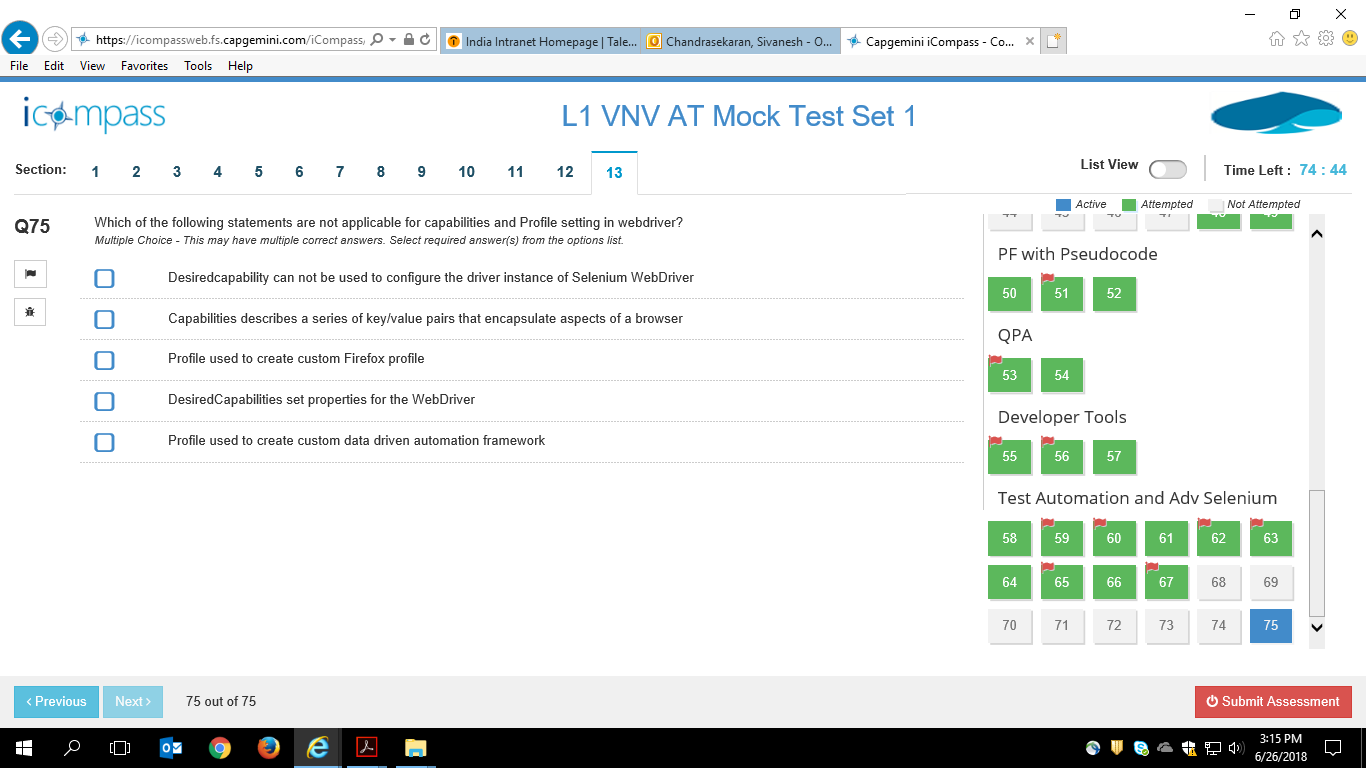 https://icompassweb.fs.capgemini.com/iCompass/
India Intranet Homepage | Tale...
Chandrasekaran, Sivanesh - O...
Capgemini iCompass - Co...
File Edit View Favorites Tools Help
icompass
L1 VNV AT Mock Test Set 1
Section: 1 2 3 4 5 6 7 8 9 10 11 12 13
List View
Time Left : 74 : 44
Active Attempted Not Attempted
Q75
Which of the following statements are not applicable for capabilities and Profile setting in webdriver?
Multiple Choice - This may have multiple correct answers. Select required answer(s) from the options list.
Desiredcapability can not be used to configure the driver instance of Selenium WebDriver
Capabilities describes a series of key/value pairs that encapsulate aspects of a browser
Profile used to create custom Firefox profile
DesiredCapabilities set properties for the WebDriver
Profile used to create custom data driven automation framework
44 45 46 47 48 49
PF with Pseudocode
50 51 52
QPA
53 54
Developer Tools
55 56 57
Test Automation and Adv Selenium
58 59 60 61 62 63
64 65 66 67 68 69
70 71 72 73 74 75
Previous
Next
75 out of 75
Submit Assessment
3:15 PM
6/26/2018